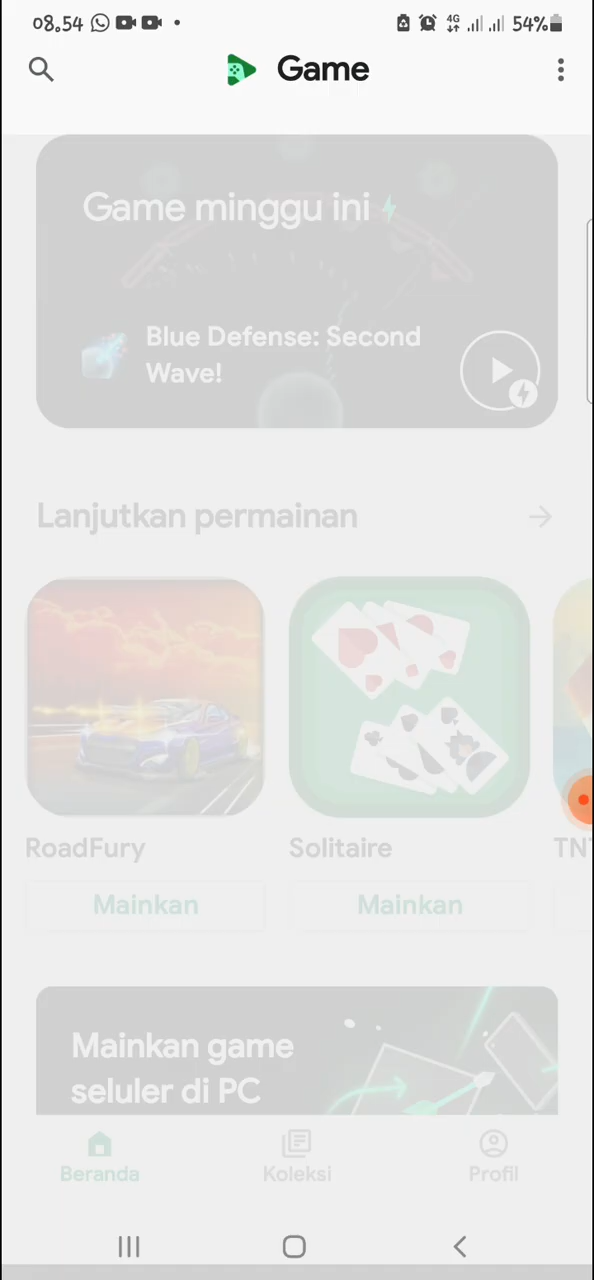 08.54 4G 54%
Game
Game minggu ini
Blue Defense: Second
Wave!
Lanjutkan permainan
RoadFury
Solitaire
TN
Mainkan
Mainkan
Mainkan game
seluler di PC
Beranda
Koleksi
Profil